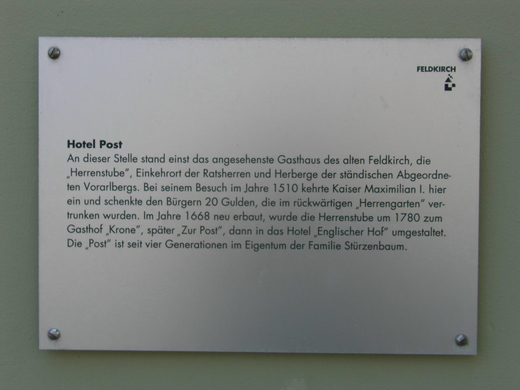 FELDKIRCH
Hotel Post
An dieser Stelle stand einst das angesehenste Gasthaus des alten Feldkirch, die
„Herrenstube", Einkehrort der Ratsherren und Herberge der ständischen Abgeordne-
ten Vorarlbergs. Bei seinem Besuch im Jahre 1510 kehrte Kaiser Maximilian I. hier
ein und schenkte den Bürgern 20 Gulden, die im rückwärtigen „Herrengarten" ver-
trunken wurden. Im Jahre 1668 neu erbaut, wurde die Herrenstube um 1780 zum
Gasthof „Krone", später „Zur Post", dann in das Hotel „Englischer Hof" umgestaltet.
Die „Post" ist seit vier Generationen im Eigentum der Familie Stürzenbaum.